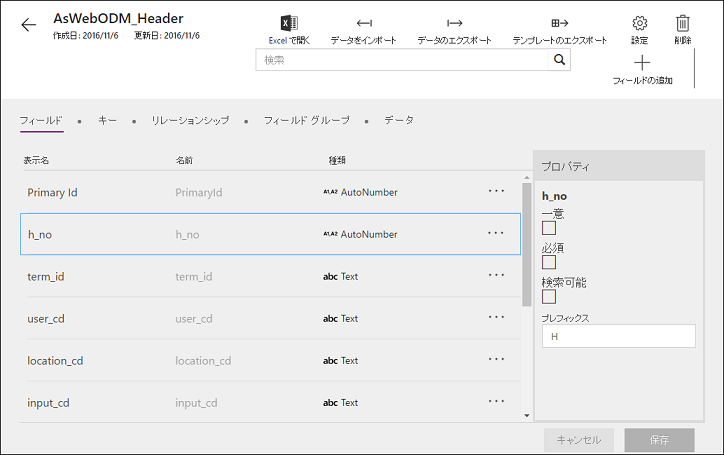 AsWebODM_Header
作成日: 2016/11/6 更新日: 2016/11/6
Excel で開く データをインポート データのエクスポート テンプレートのエクスポート 設定 削除
検索
フィールドの追加
フィールド • キー • リレーションシップ • フィールド グループ • データ
表示名 名前 種類
Primary Id PrimaryId A1,A2 AutoNumber ...
h_no h_no A1,A2 AutoNumber ...
term_id term_id abc Text ...
user_cd user_cd abc Text ...
location_cd location_cd abc Text ...
input_cd input_cd abc Text ...
プロパティ
h_no
一意
必須
検索可能
プレフィックス
H
キャンセル 保存